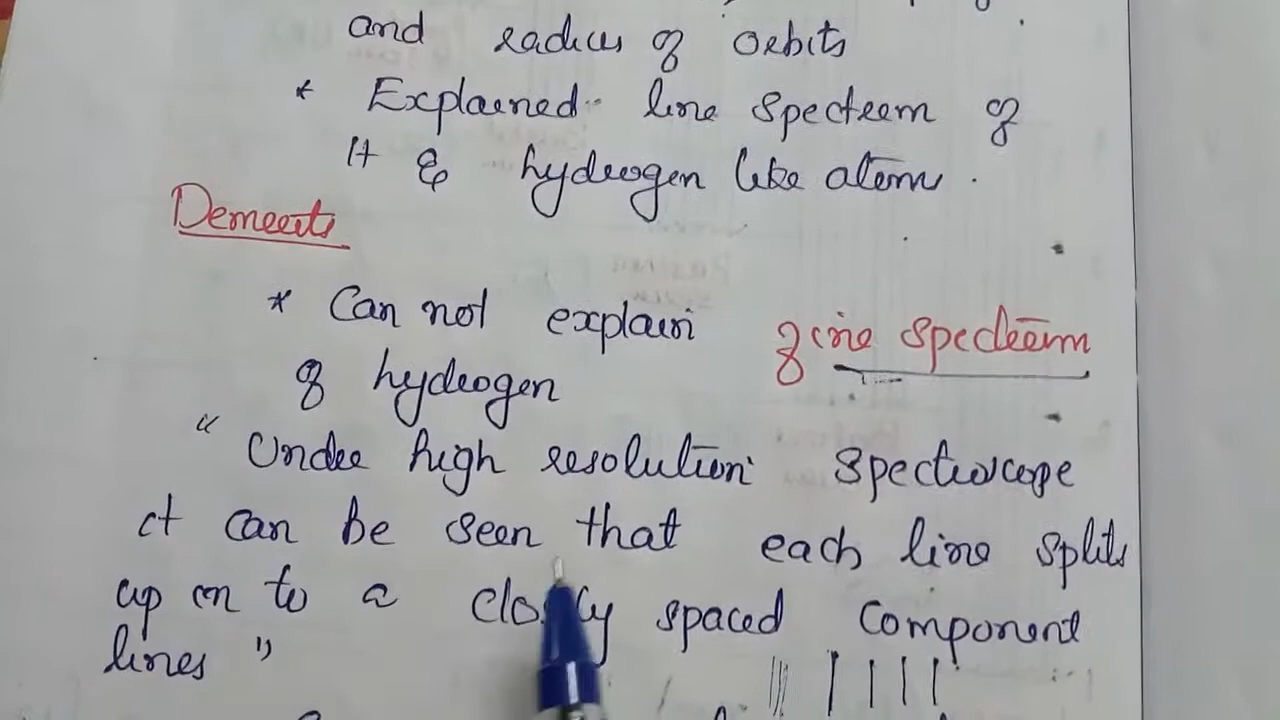 and radius of orbits
* Explained line spectrum of
H & hydrogen like atom.
Demerits
* Can not explain fine spectrum
of hydrogen
" Under high resolution spectroscope
it can be seen that each line splits
up in to a closely spaced component
lines "